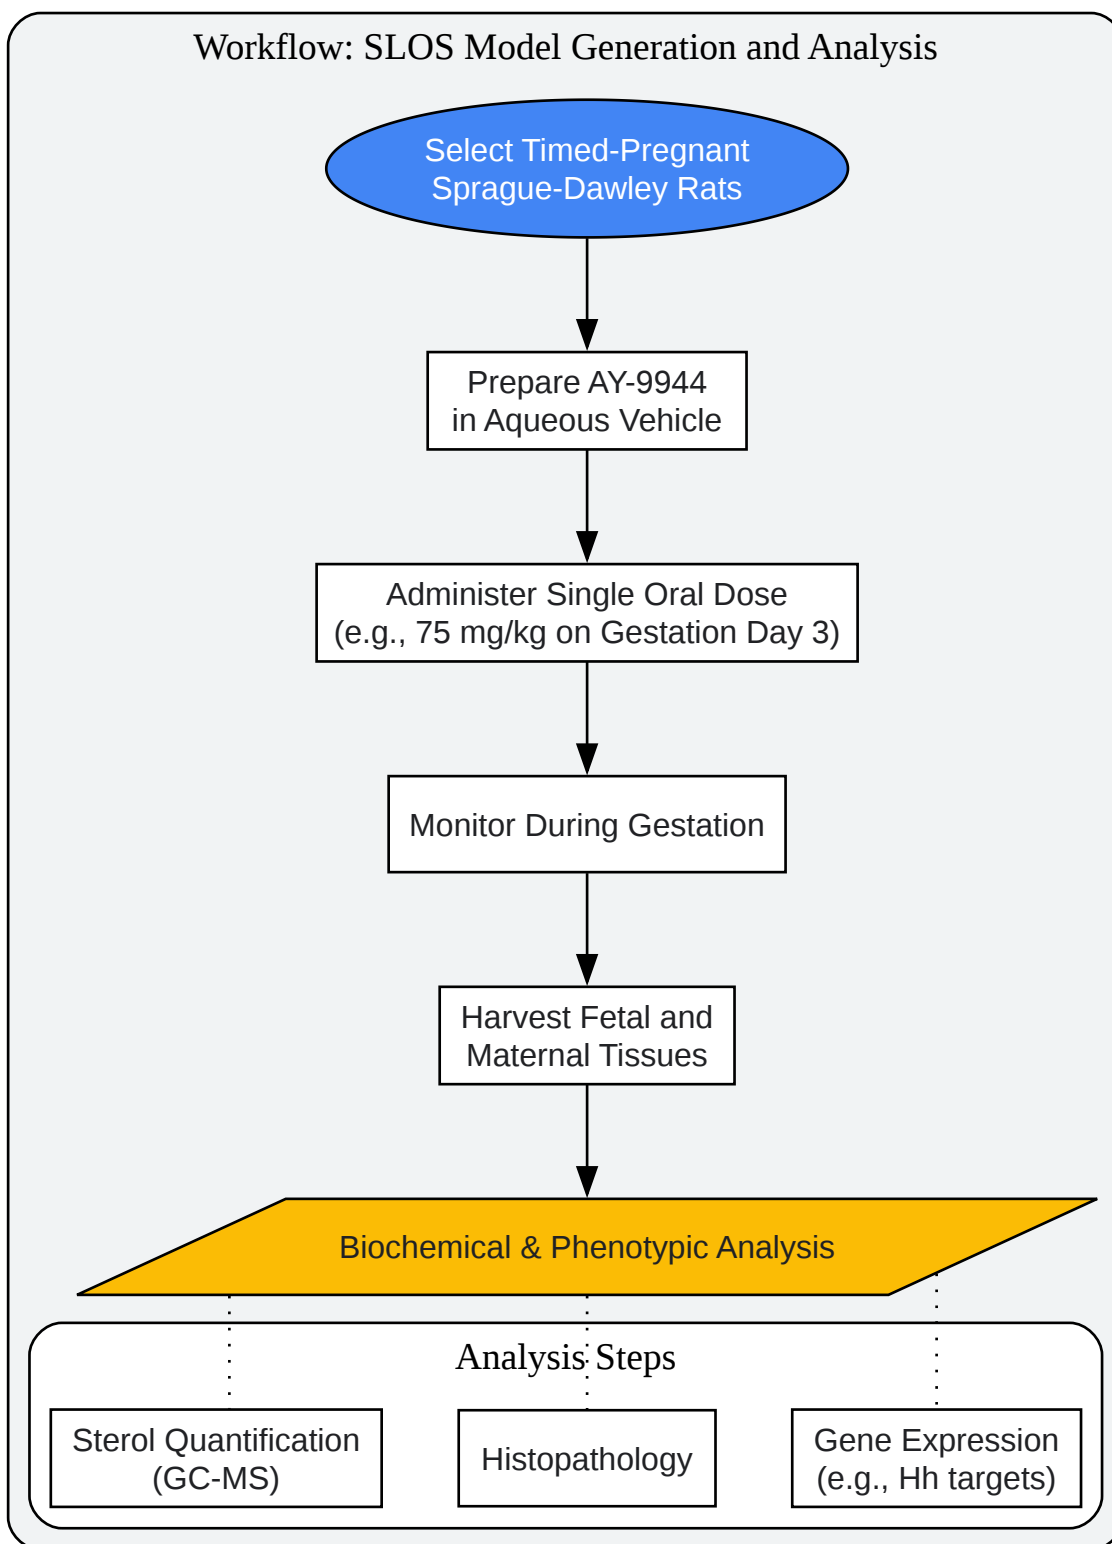 Workflow: SLOS Model Generation and Analysis
Select Timed-Pregnant
Sprague-Dawley Rats
Prepare AY-9944
in Aqueous Vehicle
Administer Single Oral Dose
(e.g., 75 mg/kg on Gestation Day 3)
Monitor During Gestation
Harvest Fetal and
Maternal Tissues
Biochemical & Phenotypic Analysis
Analysis Steps
Sterol Quantification
(GC-MS)
Histopathology
Gene Expression
(e.g., Hh targets)